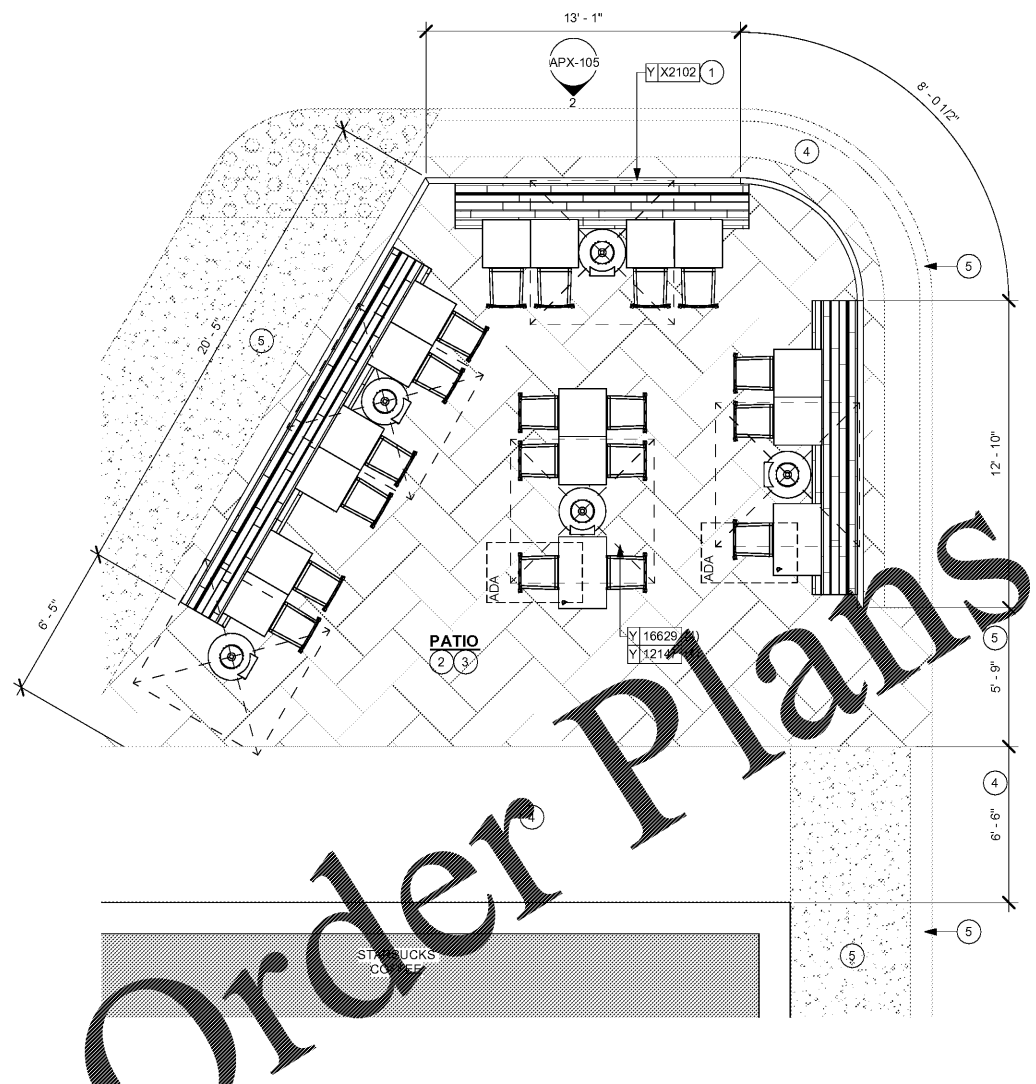 13' - 1"
APX-105
2
Y X2102 1
8' - 0 1/2"
4
5
20' - 5"
5
12' - 10"
ADA
ADA
6' - 5"
PATIO
2 3
Y 16629
Y
5
5' - 9"
4
6' - 6"
4
STARBUCKS
COFFEE
5
5
Order Plans